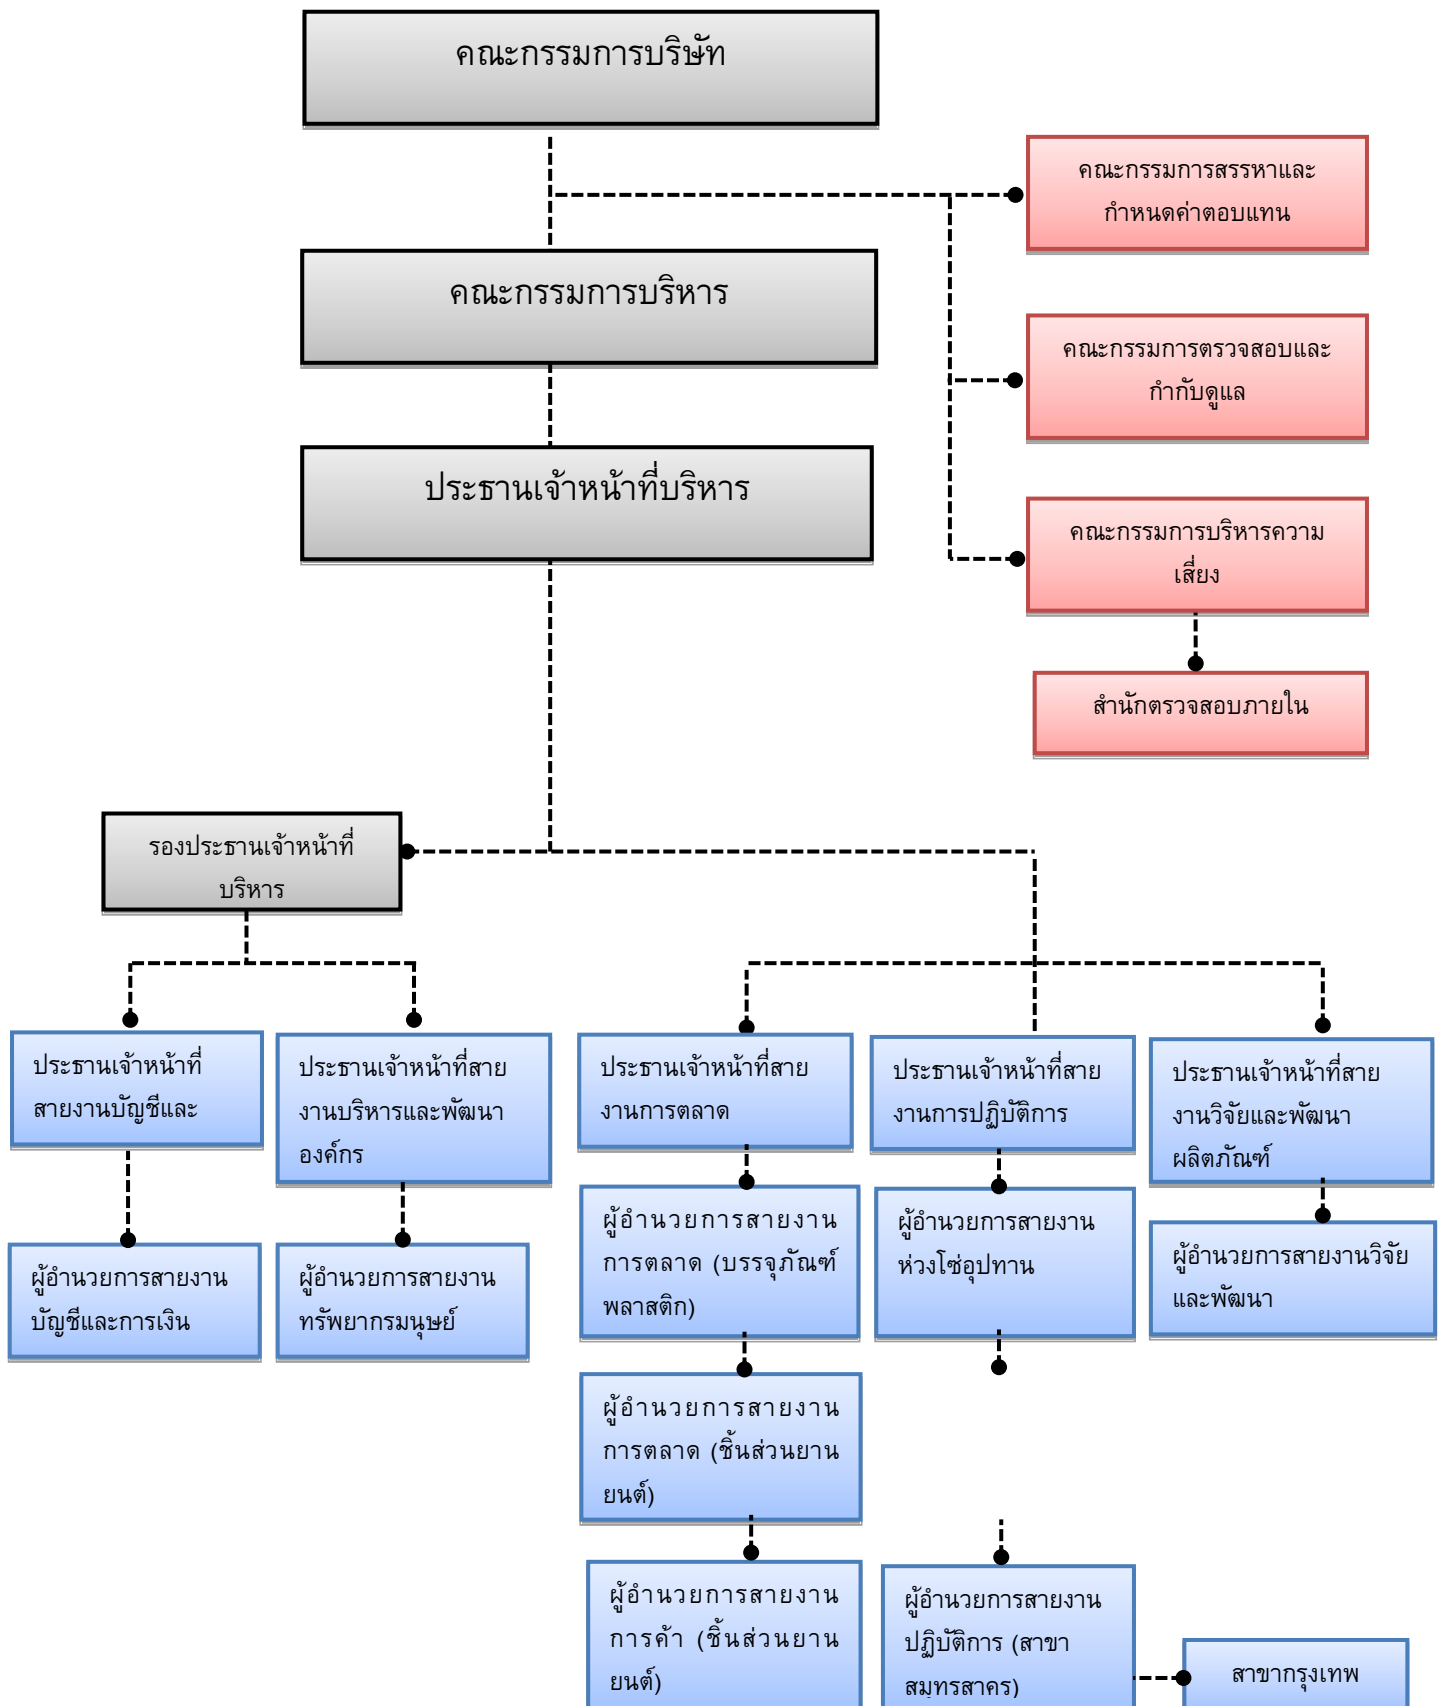 คณะกรรมการบริษัท
คณะกรรมการสรรหาและ
กำหนดค่าตอบแทน
คณะกรรมการบริหาร
คณะกรรมการตรวจสอบและ
กำกับดูแล
ประธานเจ้าหน้าที่บริหาร
คณะกรรมการบริหารความ
เสี่ยง
สำนักตรวจสอบภายใน
รองประธานเจ้าหน้าที่
บริหาร
ประธานเจ้าหน้าที่
สายงานบัญชีและ
ประธานเจ้าหน้าที่สาย
งานบริหารและพัฒนา
องค์กร
ประธานเจ้าหน้าที่สาย
งานการตลาด
ประธานเจ้าหน้าที่สาย
งานการปฏิบัติการ
ประธานเจ้าหน้าที่สาย
งานวิจัยและพัฒนา
ผลิตภัณฑ์
ผู้อำนวยการสายงาน
บัญชีและการเงิน
ผู้อำนวยการสายงาน
ทรัพยากรมนุษย์
ผู้อำนวยการสายงาน
การตลาด (บรรจุภัณฑ์
พลาสติก)
ผู้อำนวยการสายงาน
ห่วงโซ่อุปทาน
ผู้อำนวยการสายงานวิจัย
และพัฒนา
ผู้อำนวยการสายงาน
การตลาด (ชิ้นส่วนยาน
ยนต์)
ผู้อำนวยการสายงาน
การค้า (ชิ้นส่วนยาน
ยนต์)
ผู้อำนวยการสายงาน
ปฏิบัติการ (สาขา
สมุทรสาคร)
สาขากรุงเทพ